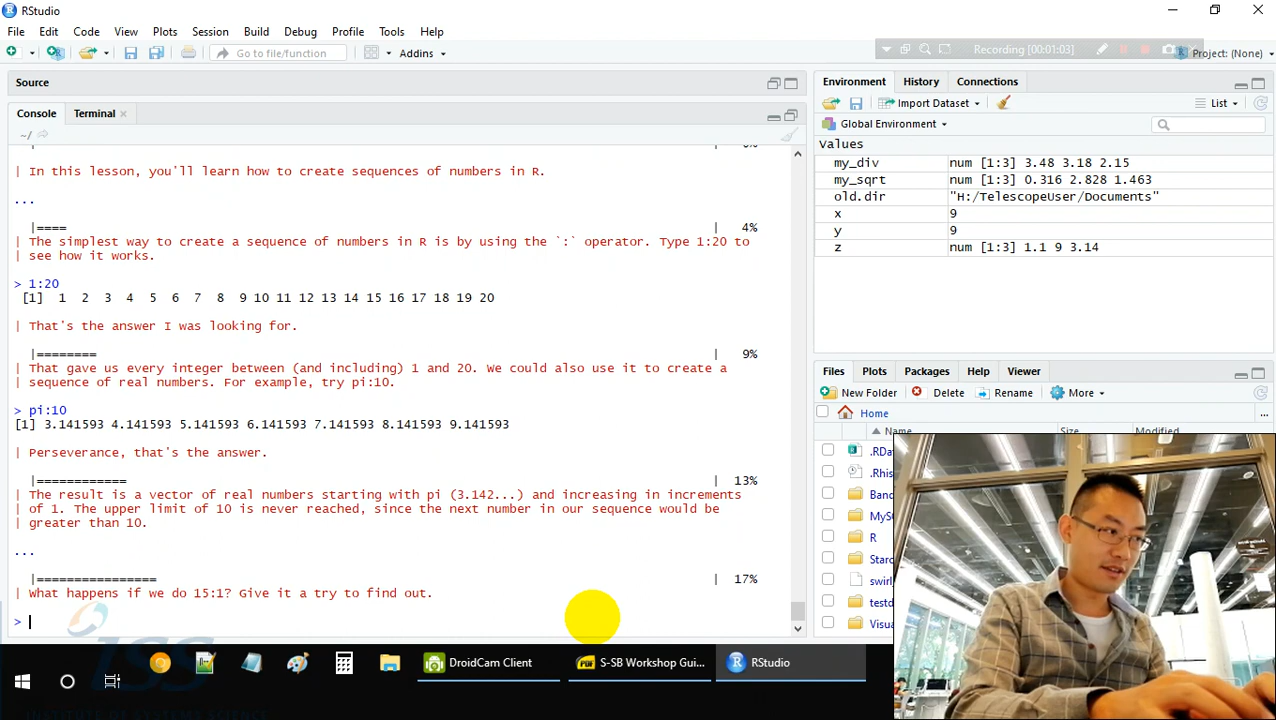 RStudio
File Edit Code View Plots Session Build Debug Profile Tools Help
Go to file/function
Addins
Recording [00:01:03]
Project: (None)
Source
Console Terminal
~/
| In this lesson, you'll learn how to create sequences of numbers in R.
...
|==== | 4%
| The simplest way to create a sequence of numbers in R is by using the `:` operator. Type 1:20 to
| see how it works.
> 1:20
[1] 1 2 3 4 5 6 7 8 9 10 11 12 13 14 15 16 17 18 19 20
| That's the answer I was looking for.
|======== | 9%
| That gave us every integer between (and including) 1 and 20. We could also use it to create a
| sequence of real numbers. For example, try pi:10.
> pi:10
[1] 3.141593 4.141593 5.141593 6.141593 7.141593 8.141593 9.141593
| Perseverance, that's the answer.
|============ | 13%
| The result is a vector of real numbers starting with pi (3.142...) and increasing in increments
| of 1. The upper limit of 10 is never reached, since the next number in our sequence would be
| greater than 10.
...
|================ | 17%
| What happens if we do 15:1? Give it a try to find out.
>
Environment History Connections
Import Dataset
List
Global Environment
Values
my_div num [1:3] 3.48 3.18 2.15
my_sqrt num [1:3] 0.316 2.828 1.463
old.dir "H:/TelescopeUser/Documents"
x 9
y 9
z num [1:3] 1.1 9 3.14
Files Plots Packages Help Viewer
New Folder Delete Rename More
Home ...
Name Size Modified
.RDa
.Rhis
Band
MyS
R
Starc
swirl
testd
Visua
ISS
DroidCam Client
S-SB Workshop Gui...
RStudio